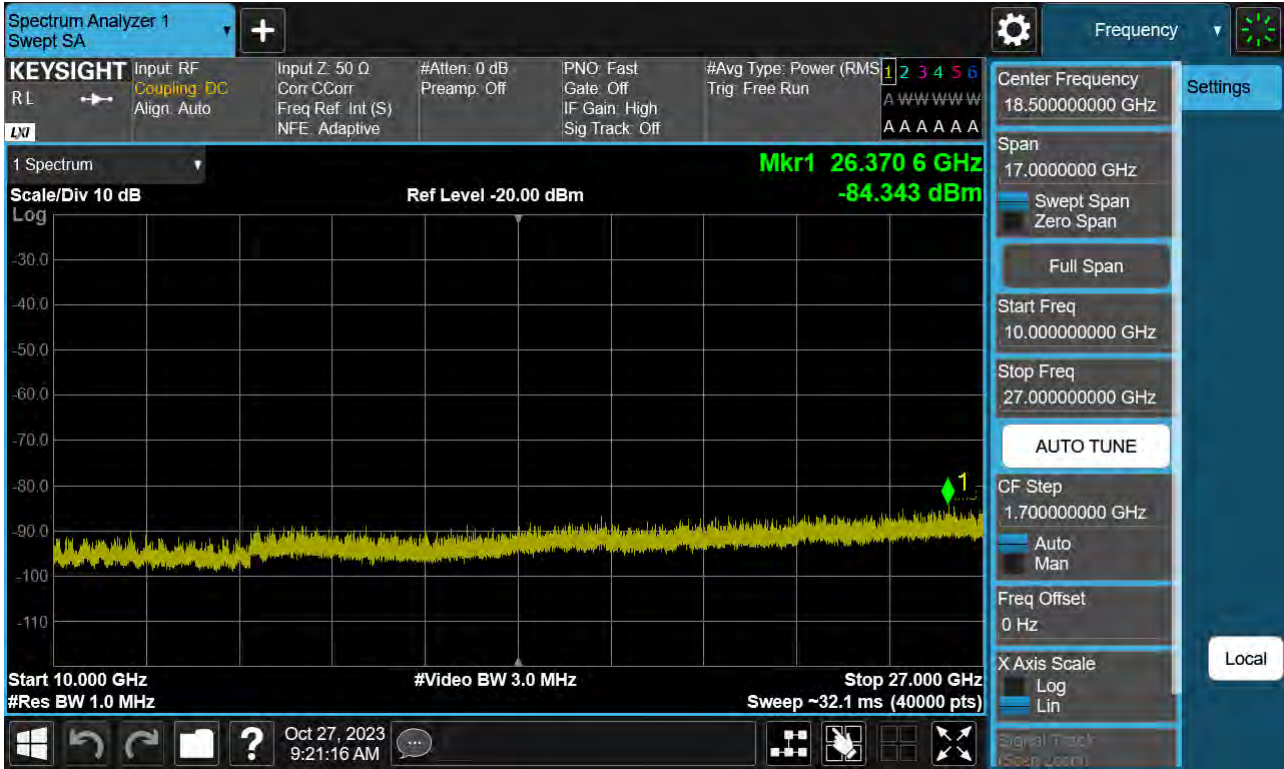 Spectrum Analyzer 1
Swept SA
+
Frequency
KEYSIGHT
RL
LXI
Input: RF
Coupling: DC
Align: Auto
Input Z: 50 Ω
Corr CCorr
Freq Ref: Int (S)
NFE: Adaptive
#Atten: 0 dB
Preamp: Off
PNO: Fast
Gate: Off
IF Gain: High
Sig Track: Off
#Avg Type: Power (RMS
Trig: Free Run
1 2 3 4 5 6
A W W W W W
A A A A A A
1 Spectrum
Scale/Div 10 dB
Log
Ref Level -20.00 dBm
Mkr1 26.370 6 GHz
-84.343 dBm
-30.0
-40.0
-50.0
-60.0
-70.0
-80.0
-90.0
-100
-110
1
Start 10.000 GHz
#Res BW 1.0 MHz
#Video BW 3.0 MHz
Stop 27.000 GHz
Sweep ~32.1 ms (40000 pts)
Center Frequency
18.500000000 GHz
Span
17.0000000 GHz
Swept Span
Zero Span
Full Span
Start Freq
10.000000000 GHz
Stop Freq
27.000000000 GHz
AUTO TUNE
CF Step
1.700000000 GHz
Auto
Man
Freq Offset
0 Hz
X Axis Scale
Log
Lin
Signal Track
(Span Zoom)
Settings
Local
?
Oct 27, 2023
9:21:16 AM